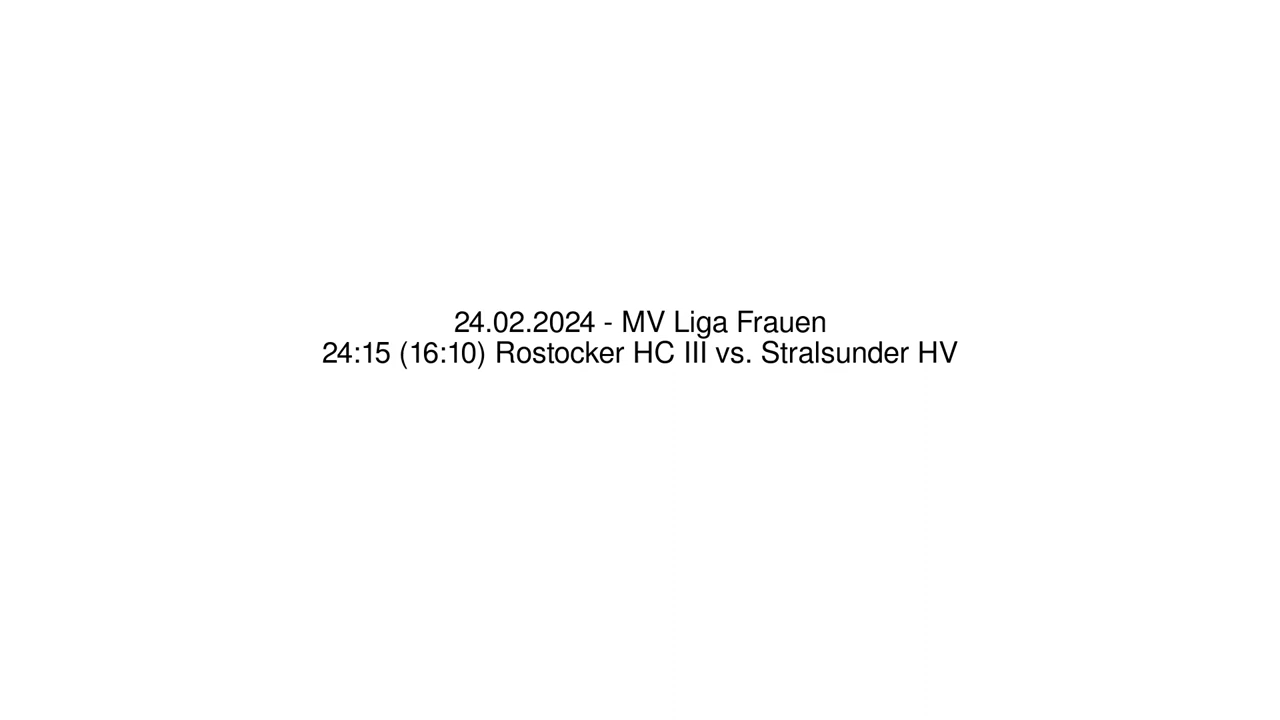 24.02.2024 - MV Liga Frauen
24:15 (16:10) Rostocker HC III vs. Stralsunder HV